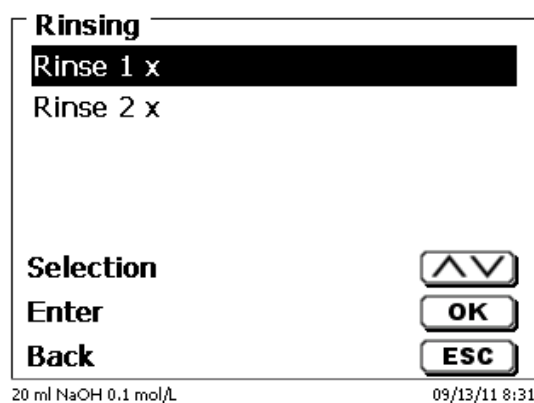 Rinsing
Rinse 1 x
Rinse 2 x
Selection
Enter OK
Back ESC
20 ml NaOH 0.1 mol/L 09/13/11 8:31